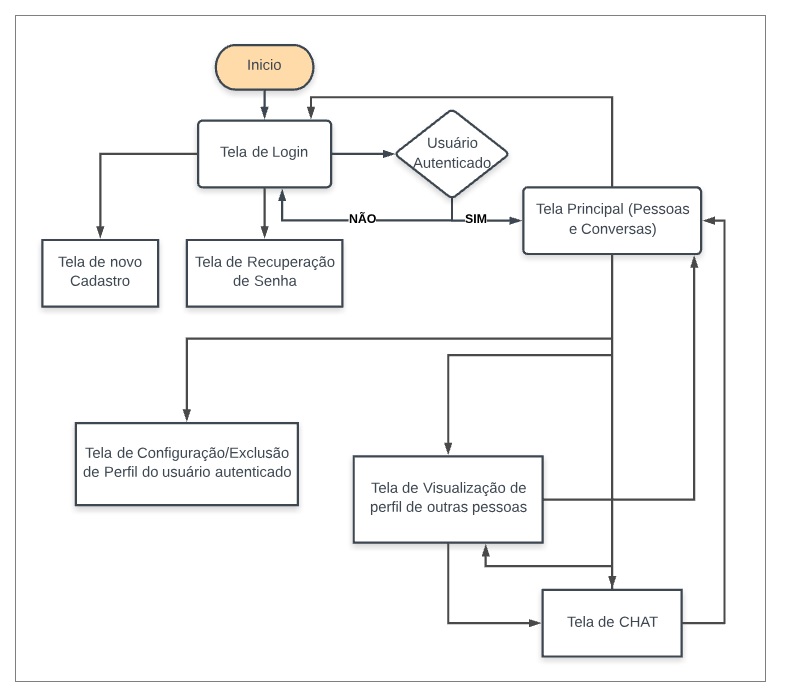 Inicio
Tela de Login
Usuário
Autenticado
NÃO
SIM
Tela Principal (Pessoas
e Conversas)
Tela de novo
Cadastro
Tela de Recuperação
de Senha
Tela de Configuração/Exclusão
de Perfil do usuário autenticado
Tela de Visualização de
perfil de outras pessoas
Tela de CHAT